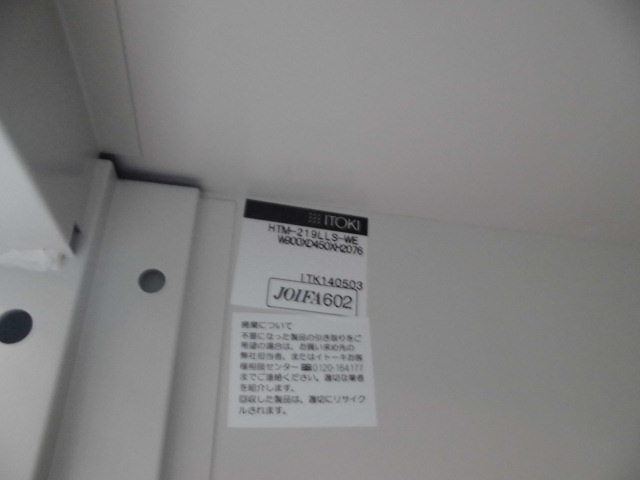 ITOKI
HTM-219LLS-WE
W900XD450XH2076
ITK140503
JOIFA602
廃棄について
不要になった製品の引き取りをご
希望の場合は、お買い求め先の
弊社担当者、またはイトーキお客
様相談センター☎0120-164177
までご連絡ください。適切な業者
を紹介します。
回収した製品は、適切にリサイク
ルされます。